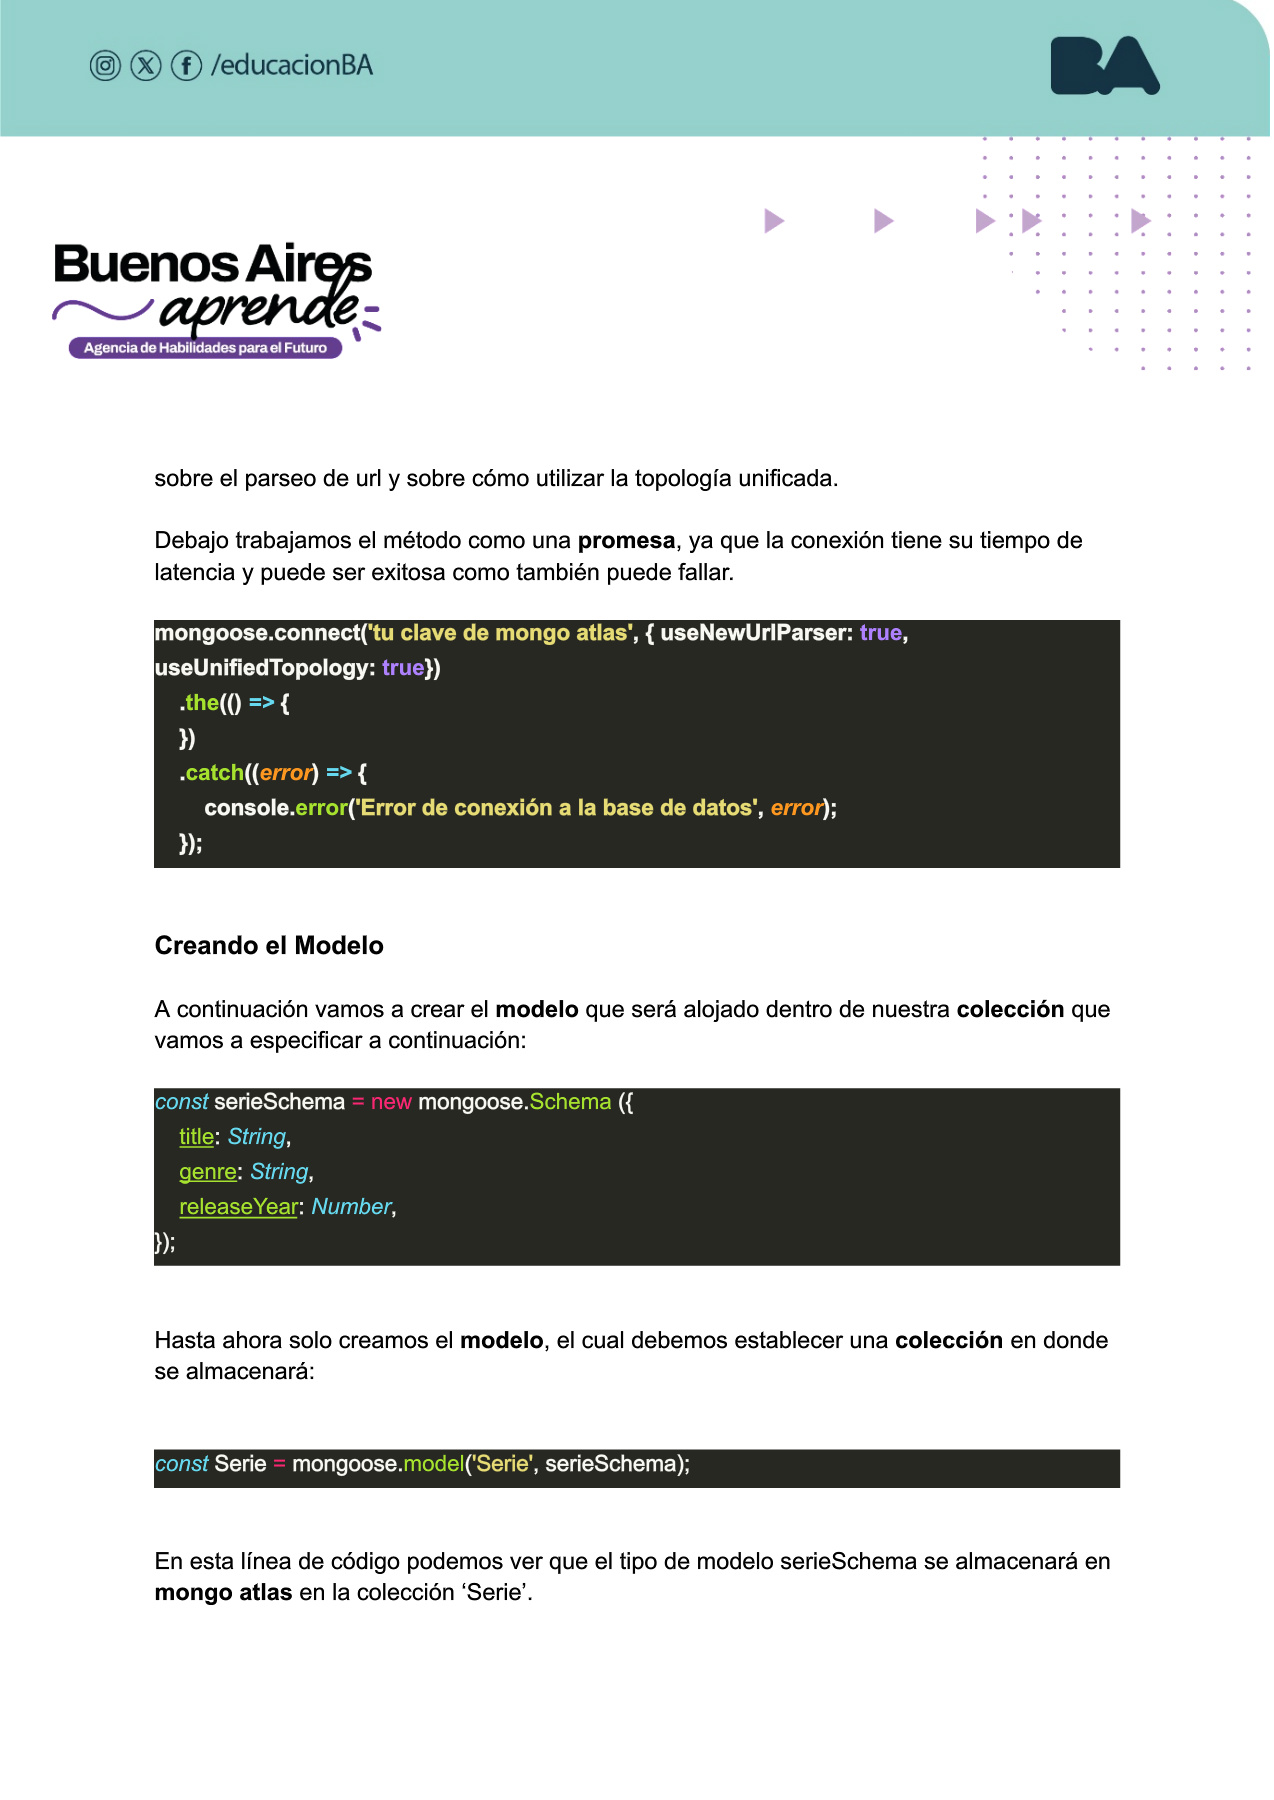 /educacionBA
BA
Buenos Aires
aprende
Agencia de Habilidades para el Futuro
sobre el parseo de url y sobre cómo utilizar la topología unificada.
Debajo trabajamos el método como una promesa, ya que la conexión tiene su tiempo de
latencia y puede ser exitosa como también puede fallar.
mongoose.connect('tu clave de mongo atlas', { useNewUrlParser: true,
useUnifiedTopology: true})
    .the(() => {
    })
    .catch((error) => {
        console.error('Error de conexión a la base de datos', error);
    });
Creando el Modelo
A continuación vamos a crear el modelo que será alojado dentro de nuestra colección que
vamos a especificar a continuación:
const serieSchema = new mongoose.Schema ({
    title: String,
    genre: String,
    releaseYear: Number,
});
Hasta ahora solo creamos el modelo, el cual debemos establecer una colección en donde
se almacenará:
const Serie = mongoose.model('Serie', serieSchema);
En esta línea de código podemos ver que el tipo de modelo serieSchema se almacenará en
mongo atlas en la colección ‘Serie’.